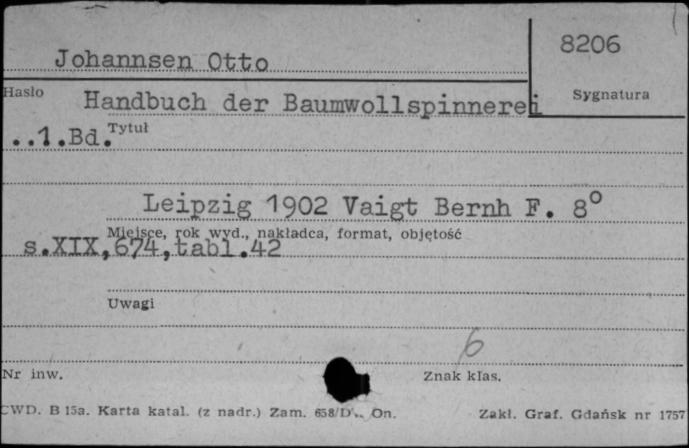 8206
Johannsen Otto
Hasło
Sygnatura
Handbuch der Baumwollspinnerei
..1.Bd.
Tytuł
Leipzig 1902 Vaigt Bernh F. 8°
Miejsce, rok wyd., nakładca, format, objętość
s.XIX,674,tabl.42
Uwagi
6
Nr inw.
Znak klas.
CWD. B 15a. Karta katal. (z nadr.) Zam. 658/D On.
Zakł. Graf. Gdańsk nr 1757